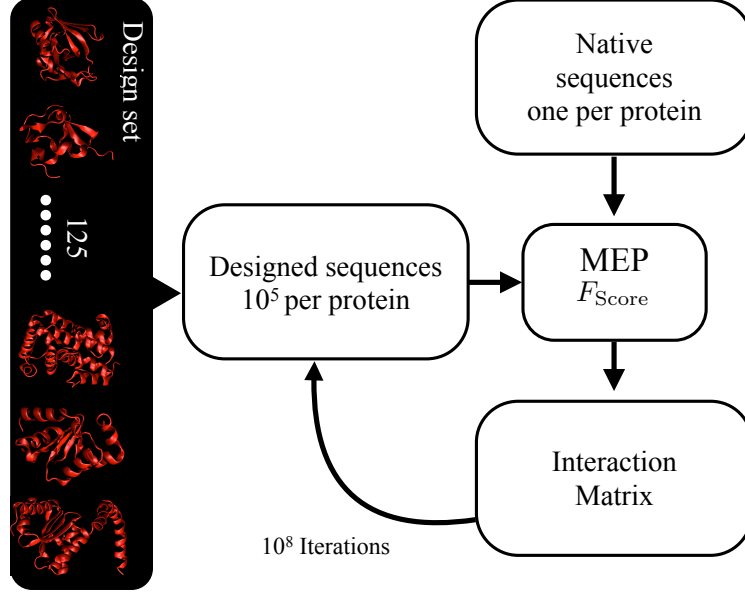 Design set
125
Native
sequences
one per protein
Designed sequences
10⁵ per protein
MEP
F_Score
Interaction
Matrix
10⁸ Iterations